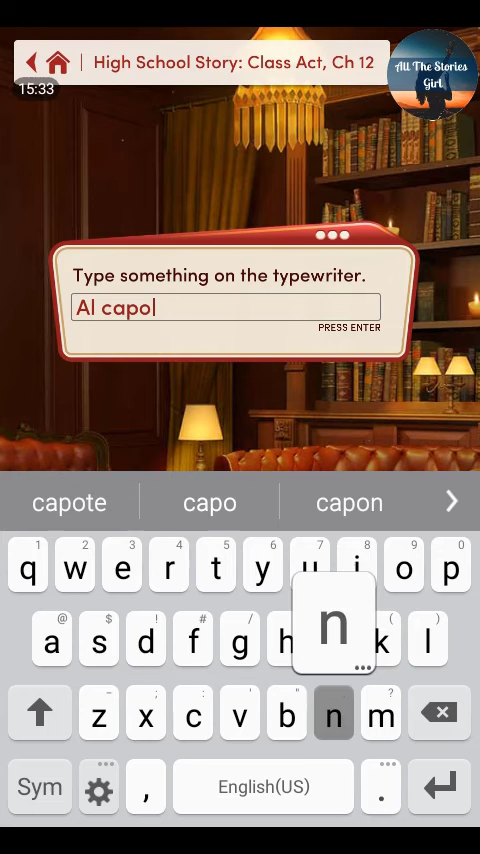 High School Story: Class Act, Ch 12
All The Stories
Girl
15:33
Type something on the typewriter.
Al capo
PRESS ENTER
capote capo capon
1 2 3 4 5 6 7 8 9 0
q w e r t y u i o p
@ $ ! # / ( )
a s d f g h n k l
- ; : ' " ?
z x c v b n m
Sym , English(US) .